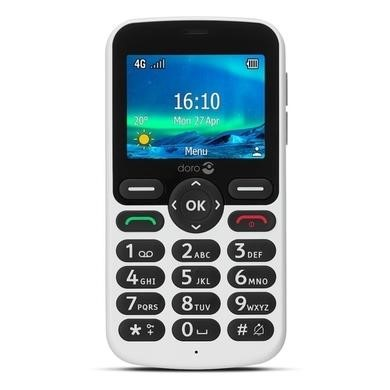 4G
16:10
20° Mon 27 Apr
Menu
doro
OK
1 2 ABC 3 DEF
4 GHI 5 JKL 6 MNO
7 PQRS 8 TUV 9 WXYZ
* 0 #